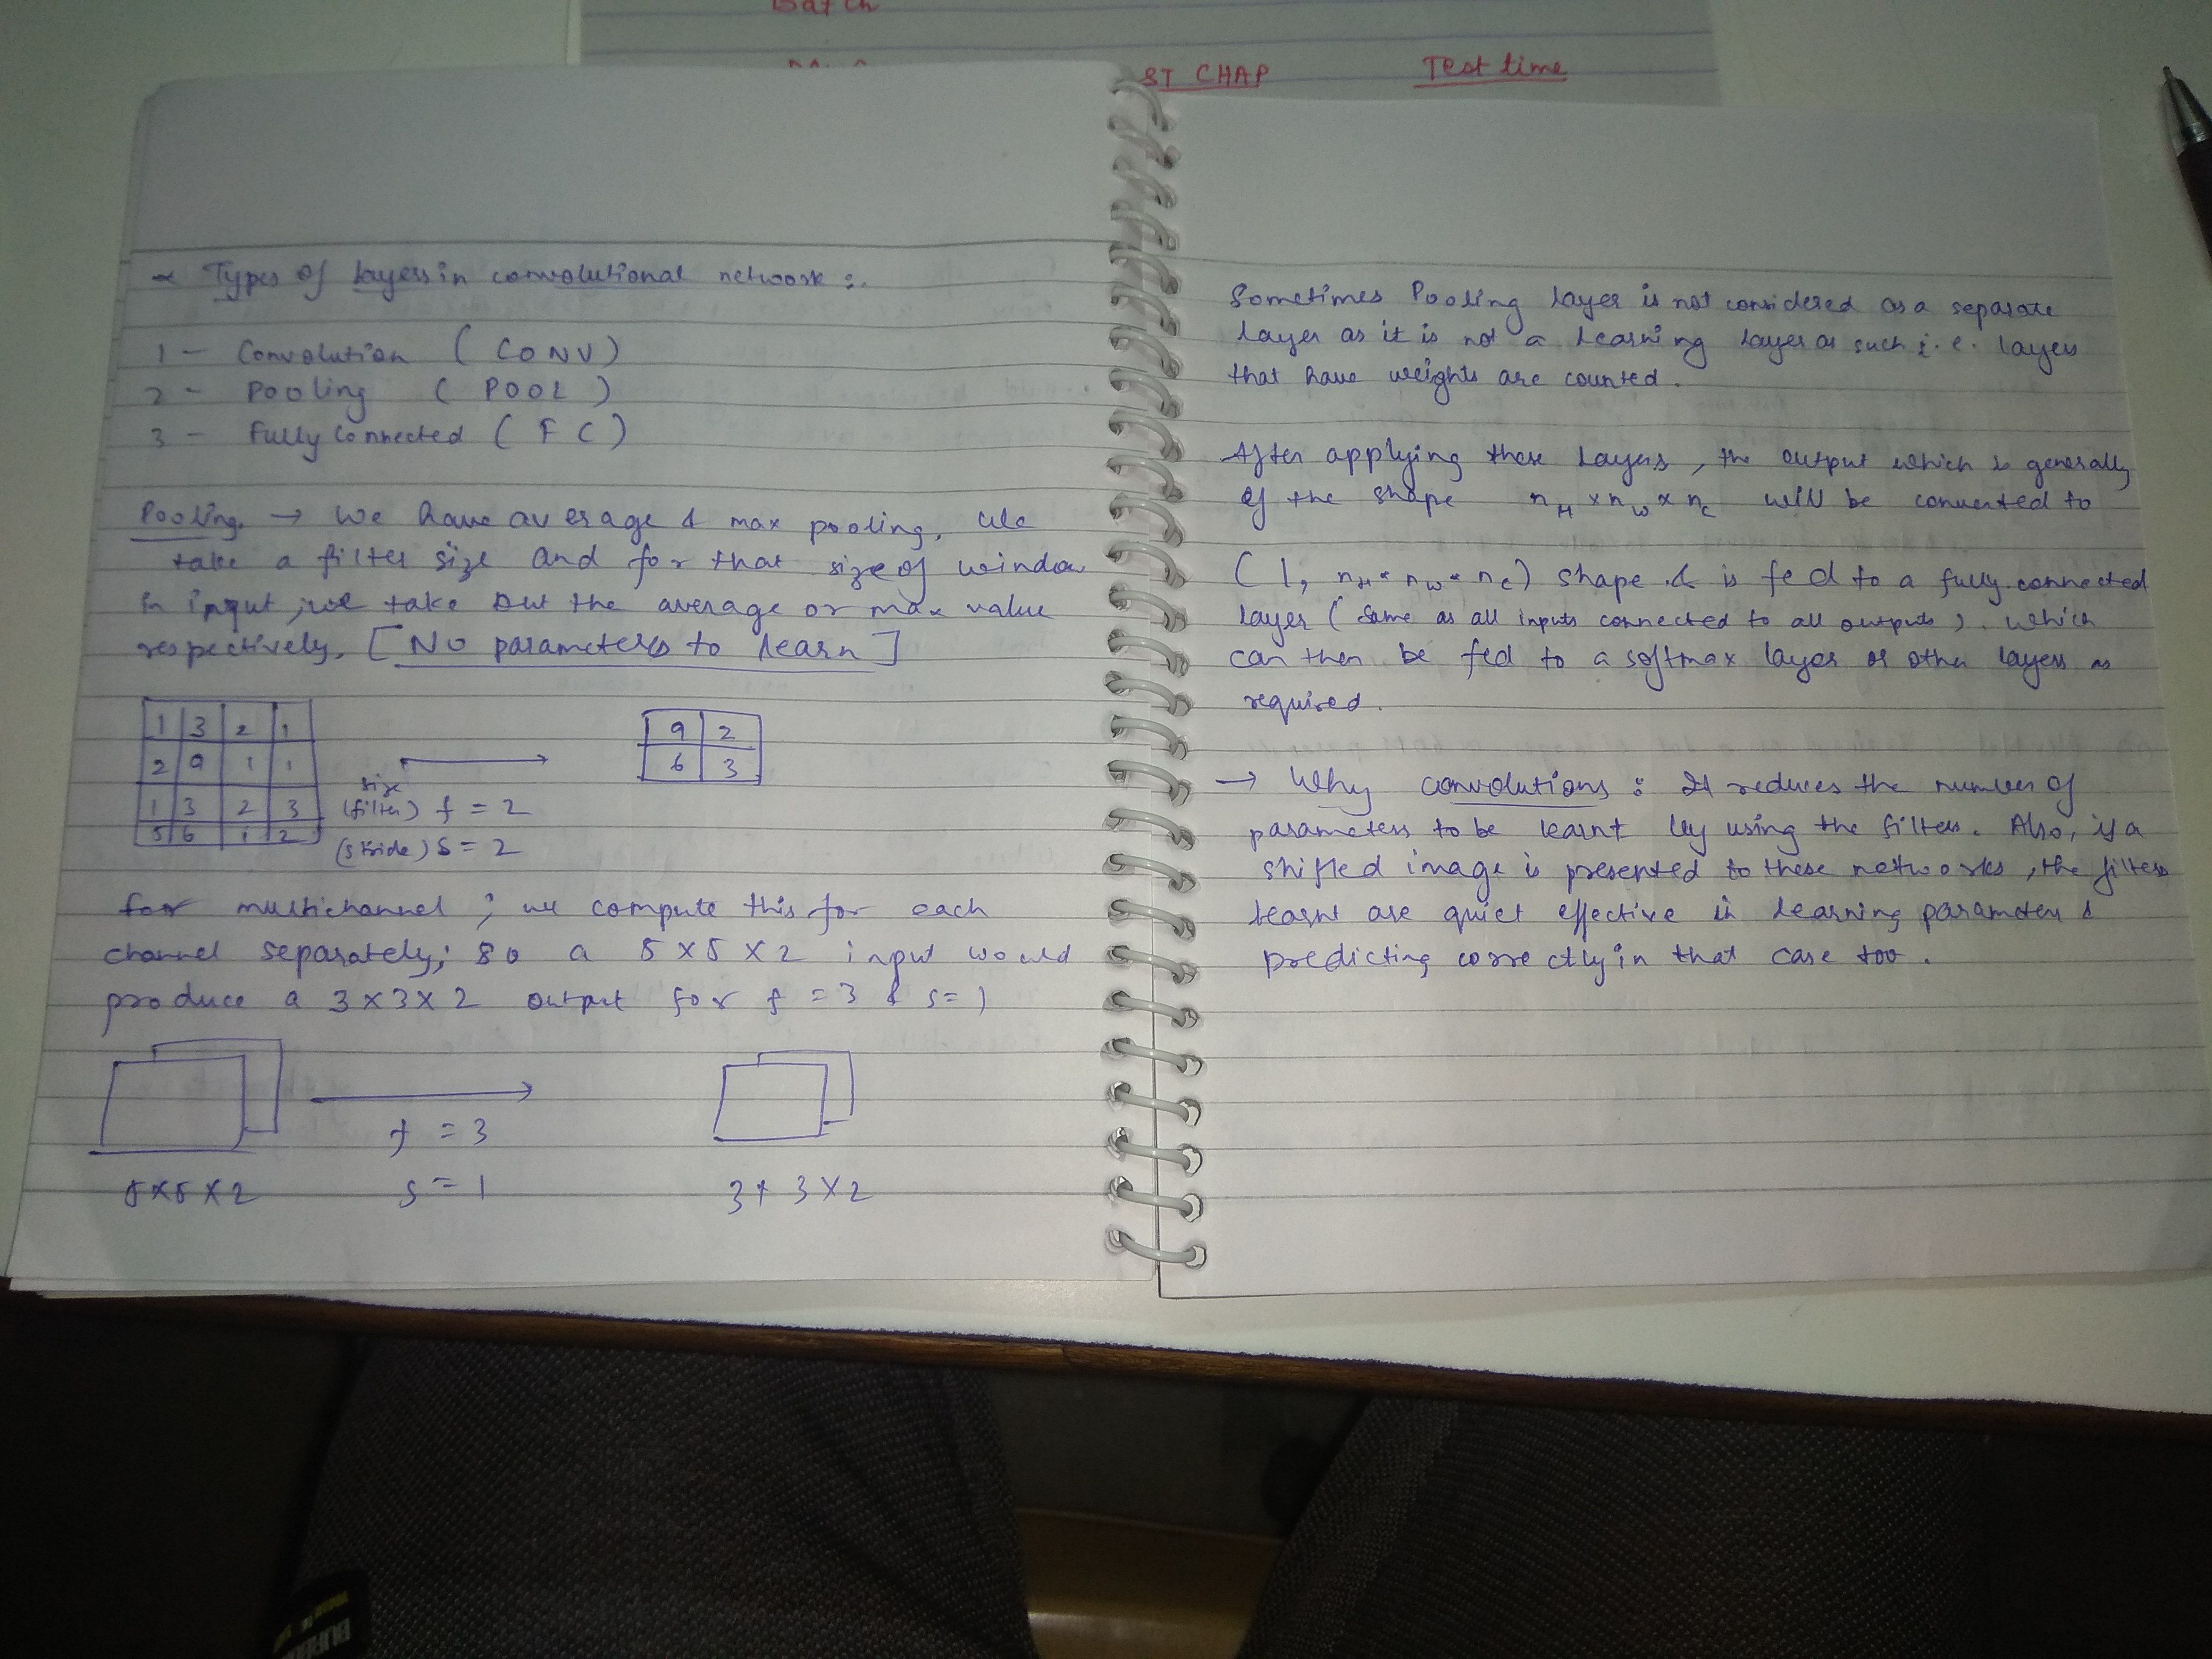 Batch
ST CHAP Test time
Types of layers in convolutional network :.
1 - Convolution ( CONV )
2 - Pooling ( POOL )
3 - Fully Connected ( F C )
Pooling. → We have average & max pooling. We
take a filter size and for that size of window
in input, we take out the average or max value
respectively. [ No parameters to learn ]
1 3 2 1
2 9 1 1
1 3 2 3
5 6 1 2
size
(filter) f = 2
(stride) s = 2
9 2
6 3
for multichannel ; we compute this for each
channel separately; so a 5 x 5 x 2 input would
produce a 3 x 3 x 2 output for f = 3 & s = 1
f = 3
s = 1
5 x 5 x 2
3 x 3 x 2
Sometimes Pooling layer is not considered as a separate
layer as it is not a learning layer as such i.e. layers
that have weights are counted.
After applying these layers, the output which is generally
of the shape n_H x n_W x n_C will be converted to
( 1, n_H * n_W * n_C ) shape & is fed to a fully connected
layer ( same as all inputs connected to all outputs ). which
can then be fed to a softmax layer or other layers as
required.
→ Why convolutions : It reduces the number of
parameters to be learnt by using the filters. Also, if a
shifted image is presented to these networks, the filters
learnt are quiet effective in learning parameters &
predicting correctly in that case too.